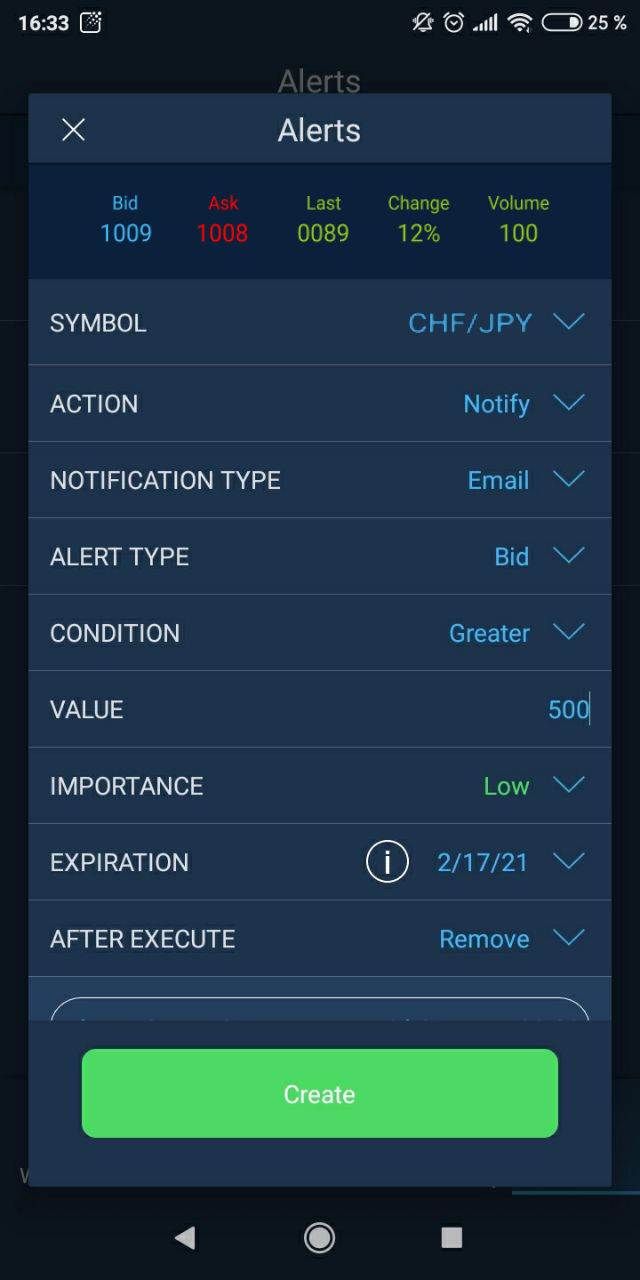 16:33 25 %
Alerts
Alerts
Bid Ask Last Change Volume
1009 1008 0089 12% 100
SYMBOL CHF/JPY
ACTION Notify
NOTIFICATION TYPE Email
ALERT TYPE Bid
CONDITION Greater
VALUE 500
IMPORTANCE Low
EXPIRATION i 2/17/21
AFTER EXECUTE Remove
Create